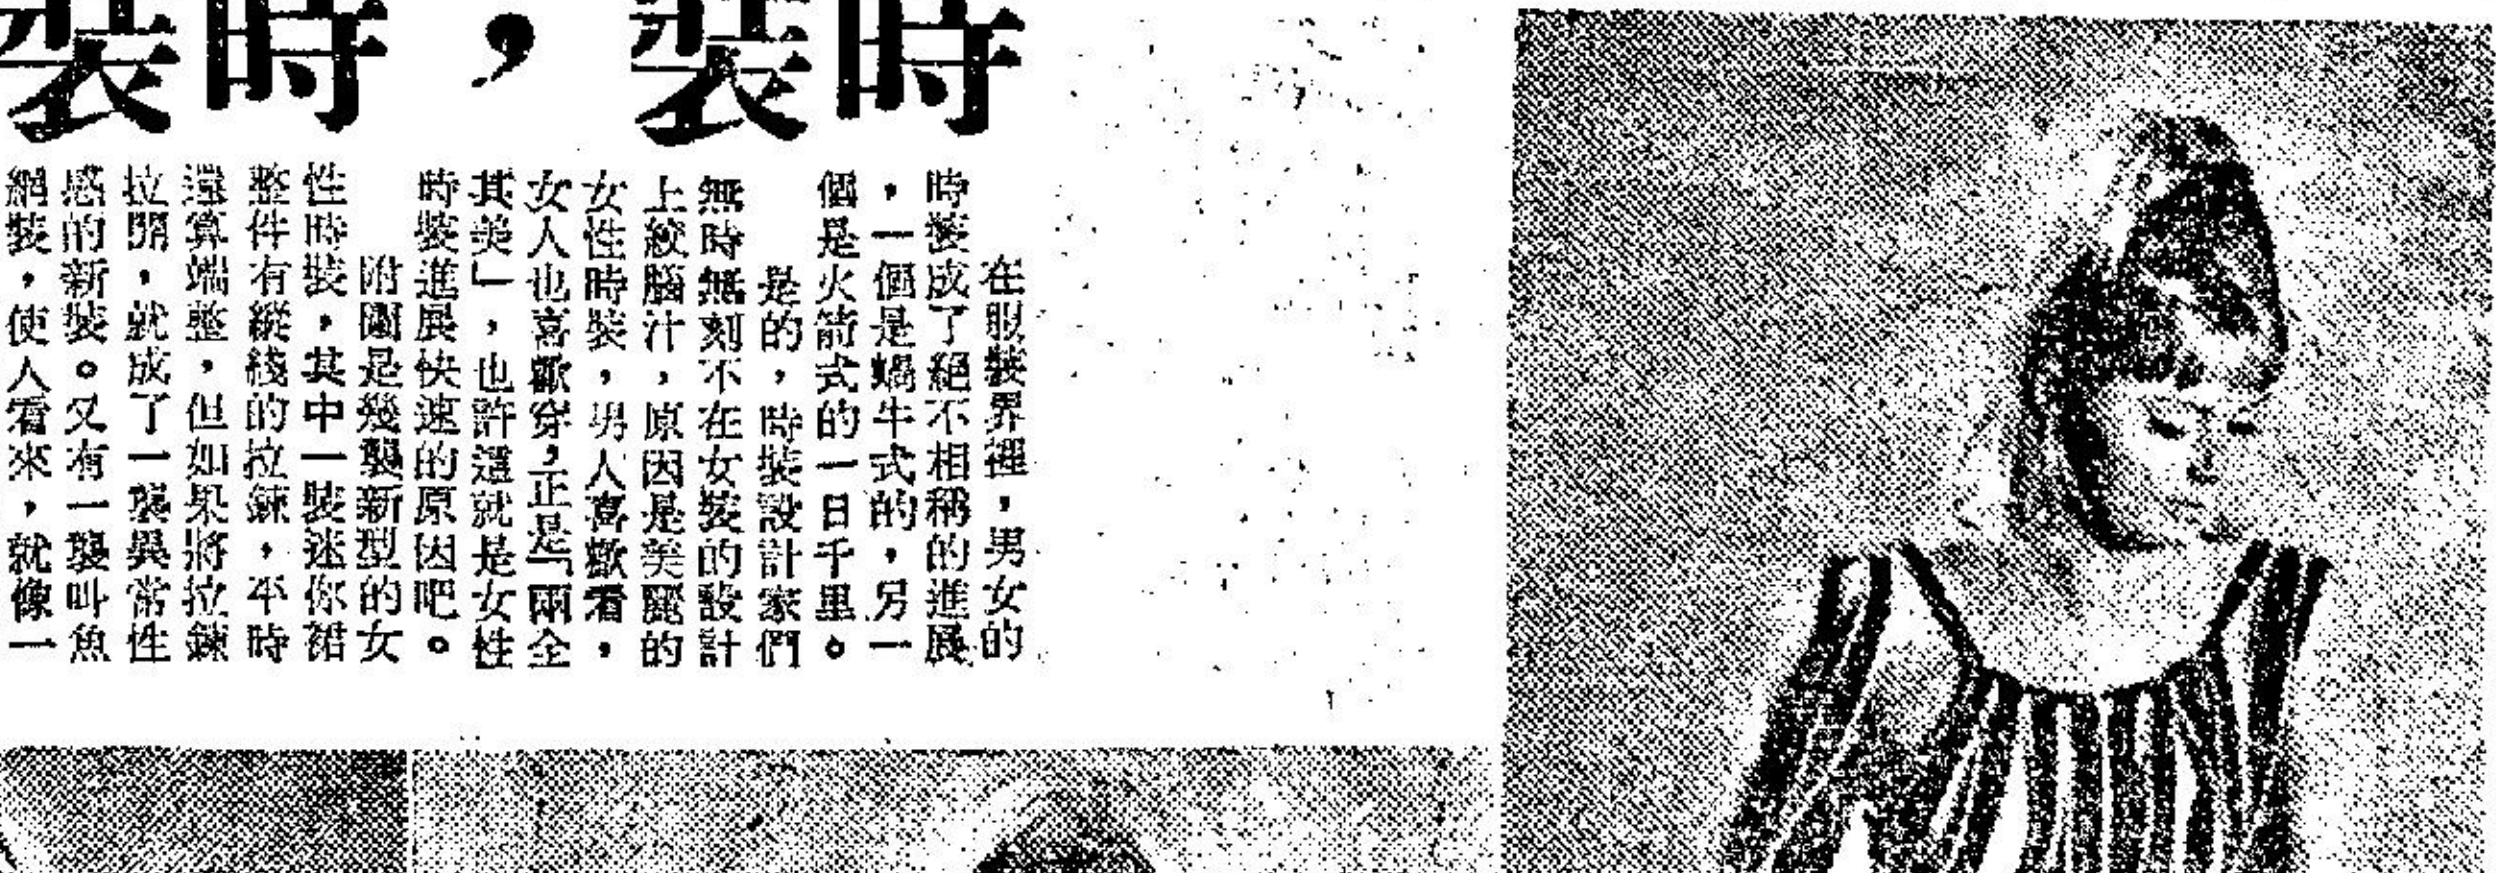 時裝，時裝
在服裝界裡，男女的
時裝成了絕不相稱的進展
，一個是蝸牛式的，另一
個是火箭式的一日千里。
是的，時裝設計家們
無時無刻不在女裝的設計
上絞腦汁，原因是美麗的
女性時裝，男人喜歡看，
女人也喜歡穿，正是「兩全
其美」，也許這就是女性
時裝進展快速的原因吧。
附圖是幾襲新型的女
性時裝，其中一裝迷你裙
整件有縱綫的拉鍊，平時
還算端整，但如果將拉鍊
拉開，就成了一襲異常性
感的新裝。又有一襲叫魚
網裝，使人看來，就像一